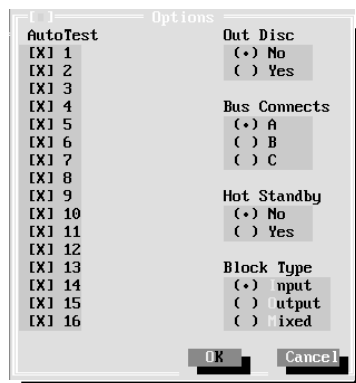 [ ] Options
AutoTest
[X] 1
[X] 2
[X] 3
[X] 4
[X] 5
[X] 6
[X] 7
[X] 8
[X] 9
[X] 10
[X] 11
[X] 12
[X] 13
[X] 14
[X] 15
[X] 16
Out Disc
(•) No
( ) Yes
Bus Connects
(•) A
( ) B
( ) C
Hot Standby
(•) No
( ) Yes
Block Type
(•) Input
( ) Output
( ) Mixed
OK
Cancel